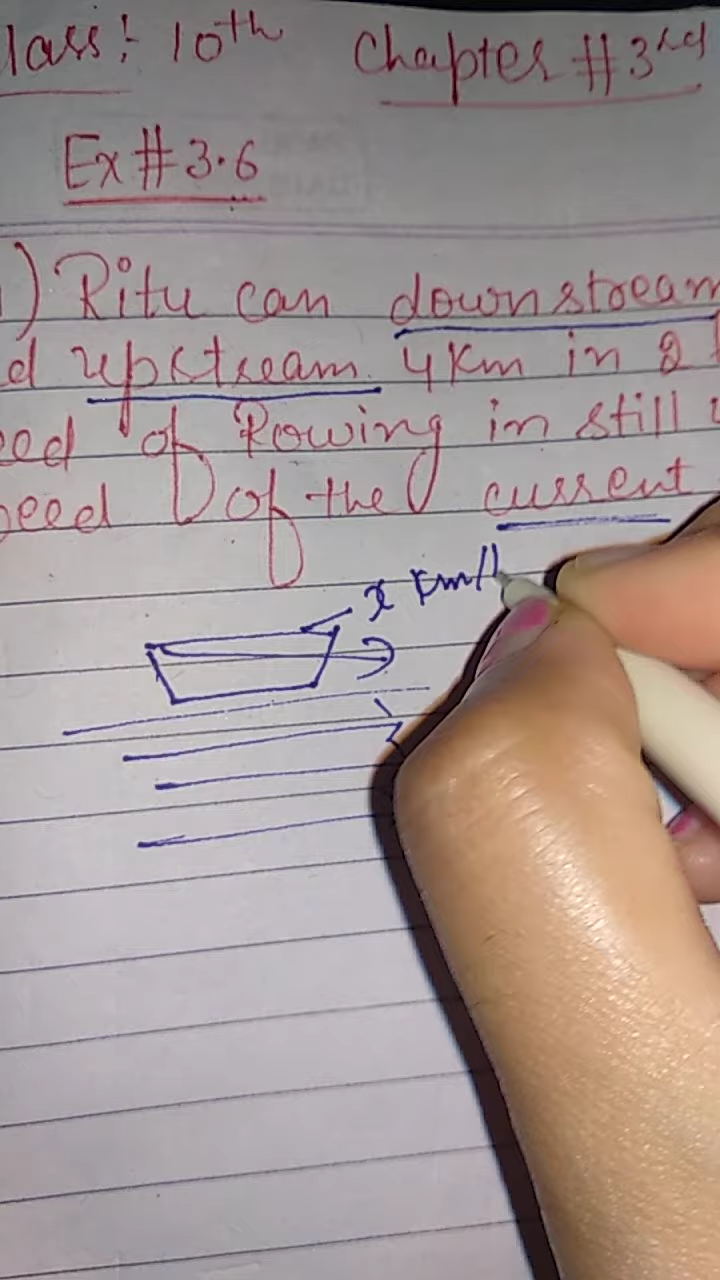 lass: 10th Chapter # 3rd
Ex # 3.6
) Ritu can downstream
d upstream 4 Km in 2
eed of Rowing in still
peed of the current
x Km/